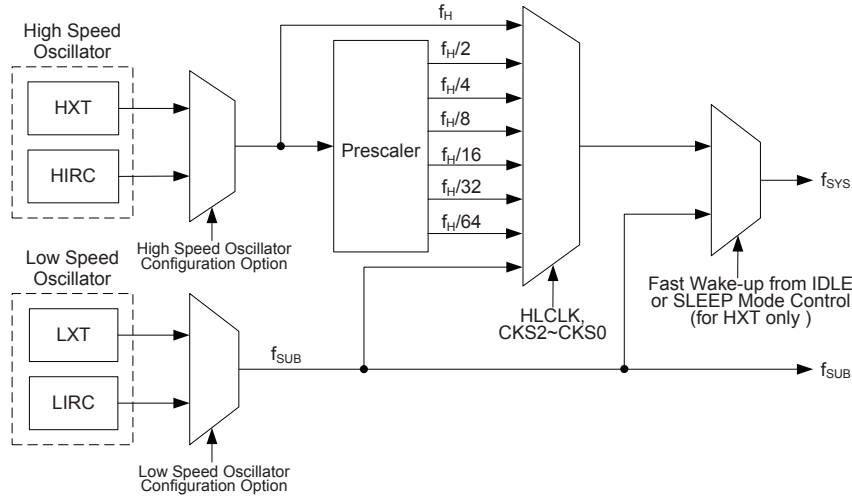 High Speed
Oscillator
HXT
HIRC
High Speed Oscillator
Configuration Option
fH
Prescaler
fH/2
fH/4
fH/8
fH/16
fH/32
fH/64
HLCLK,
CKS2~CKS0
fSYS
Fast Wake-up from IDLE
or SLEEP Mode Control
(for HXT only )
Low Speed
Oscillator
LXT
LIRC
fSUB
fSUB
Low Speed Oscillator
Configuration Option